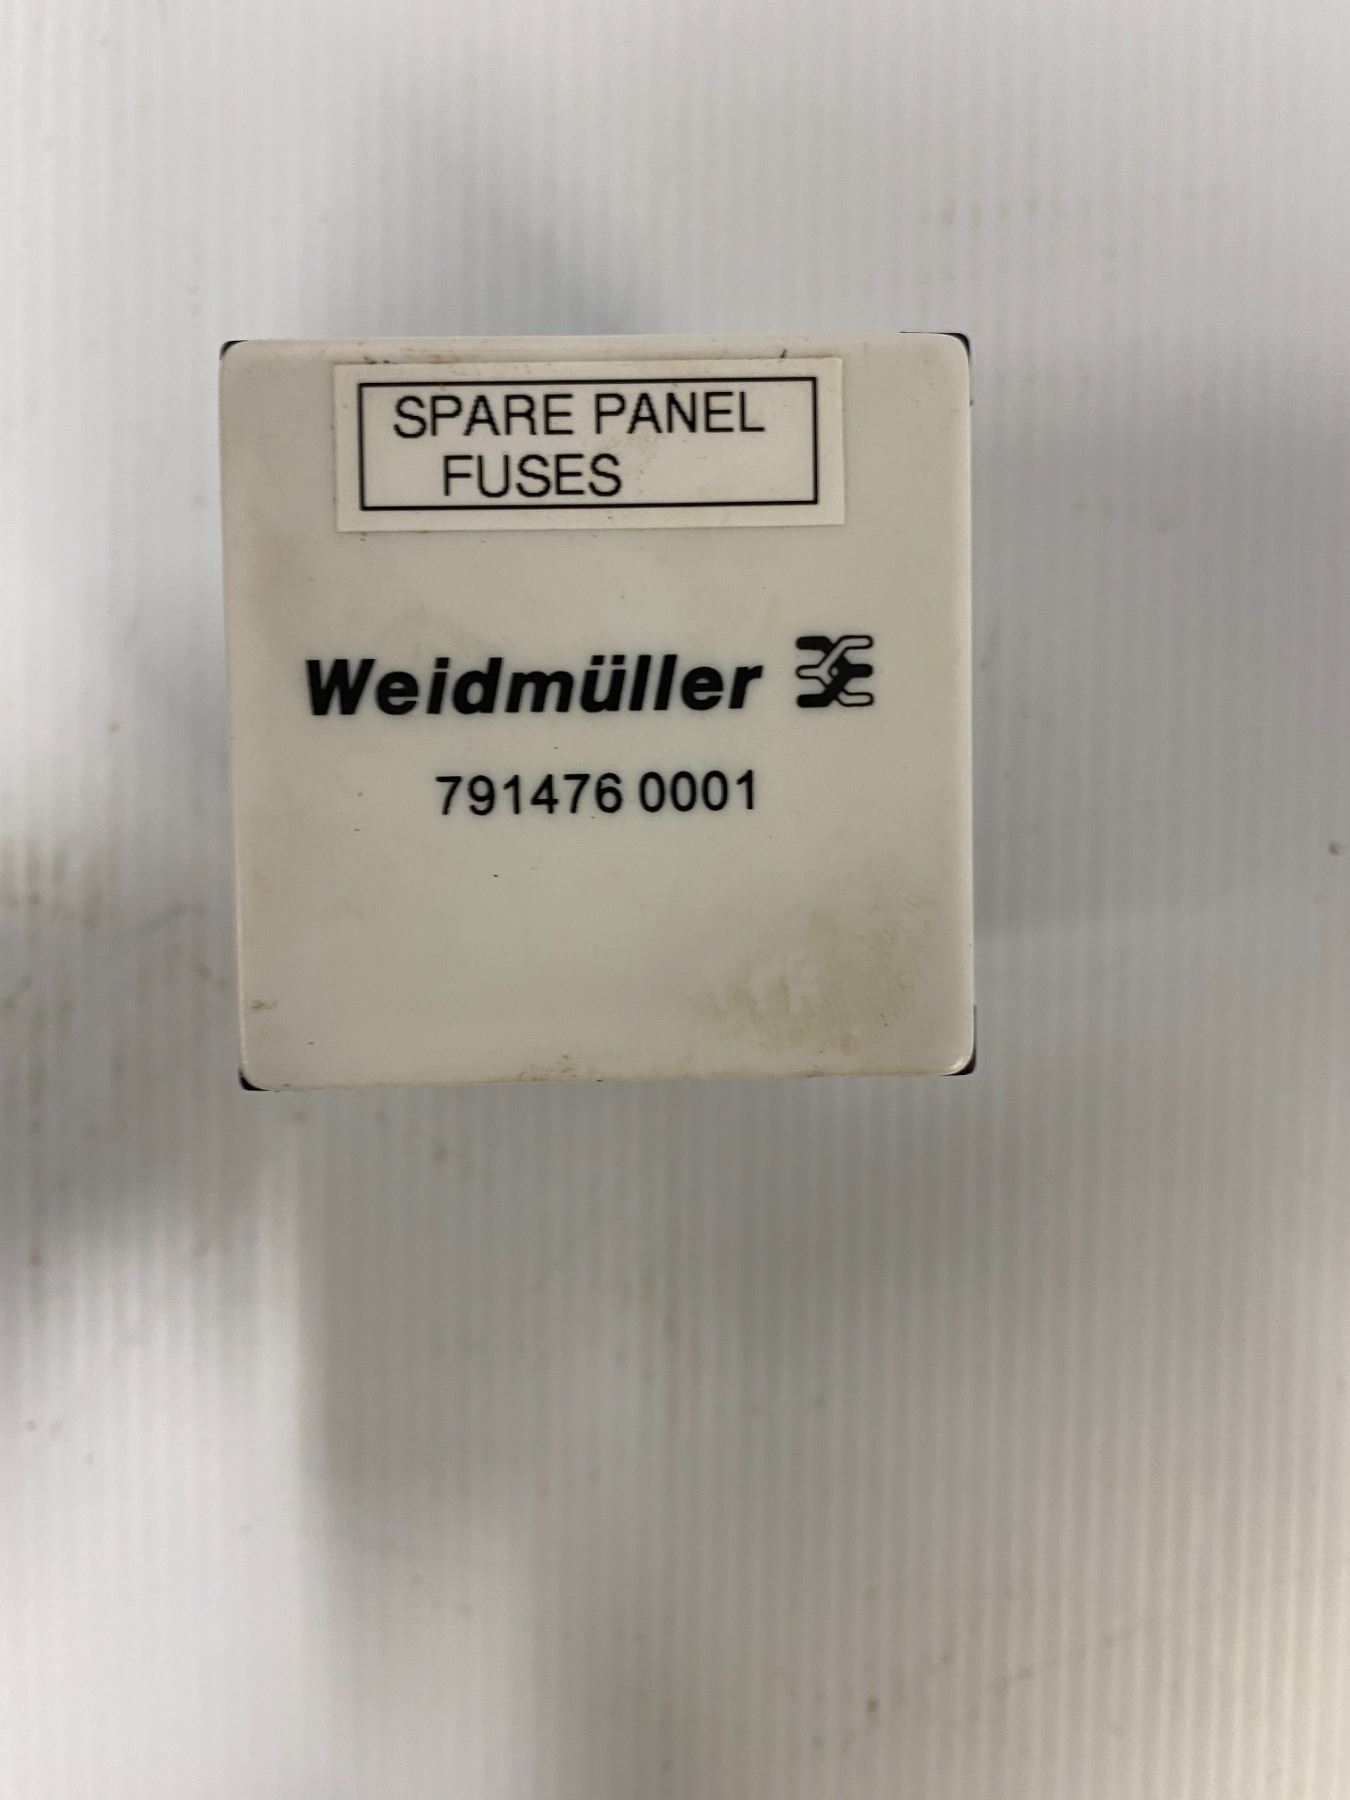 SPARE PANEL
FUSES
Weidmüller
791476 0001